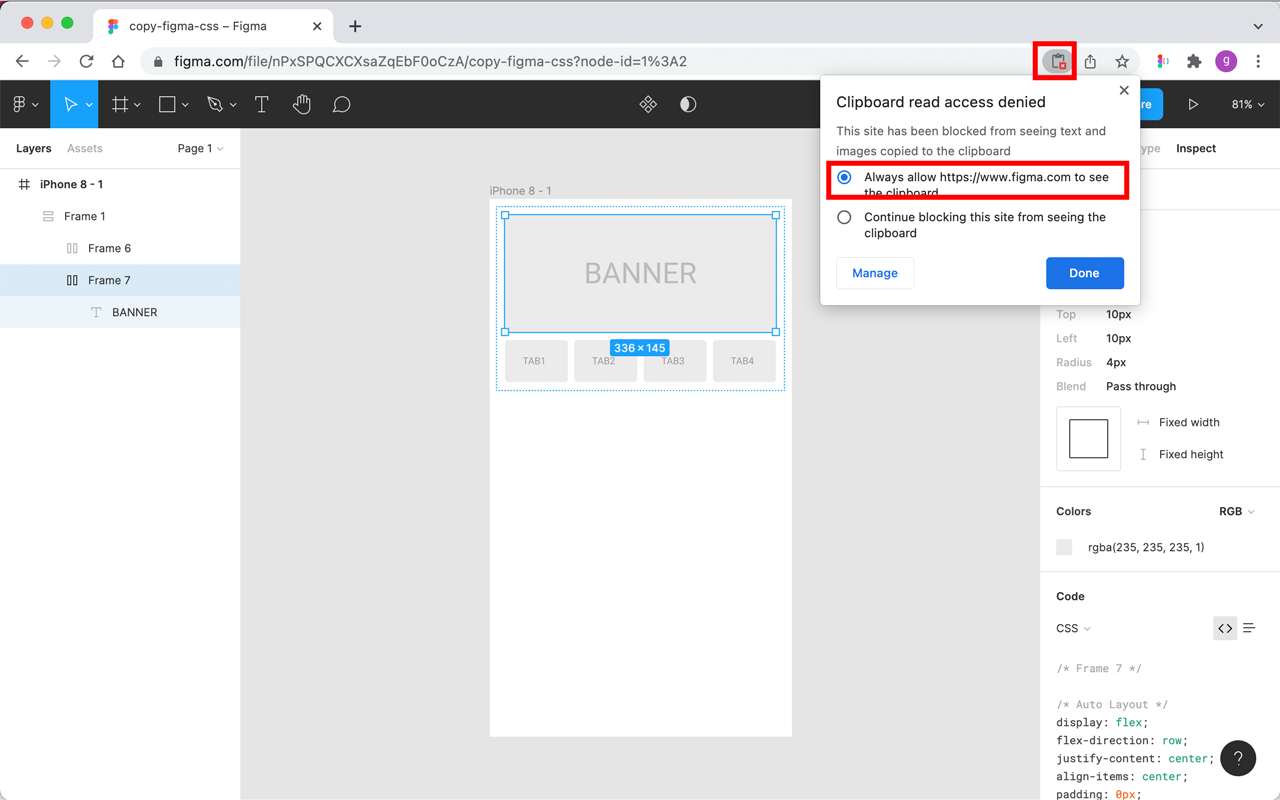 copy-figma-css – Figma
figma.com/file/nPxSPQCXCXsaZqEbF0oCzA/copy-figma-css?node-id=1%3A2
g
Clipboard read access denied
This site has been blocked from seeing text and
images copied to the clipboard
Always allow https://www.figma.com to see
the clipboard
Continue blocking this site from seeing the
clipboard
Manage
Done
re
81%
Layers
Assets
Page 1
ype
Inspect
iPhone 8 - 1
Frame 1
Frame 6
Frame 7
BANNER
iPhone 8 - 1
BANNER
336 × 145
TAB1
TAB2
TAB3
TAB4
Top
10px
Left
10px
Radius
4px
Blend
Pass through
Fixed width
Fixed height
Colors
RGB
rgba(235, 235, 235, 1)
Code
CSS
/* Frame 7 */
/* Auto Layout */
display: flex;
flex-direction: row;
justify-content: center;
align-items: center;
padding: 0px;
?